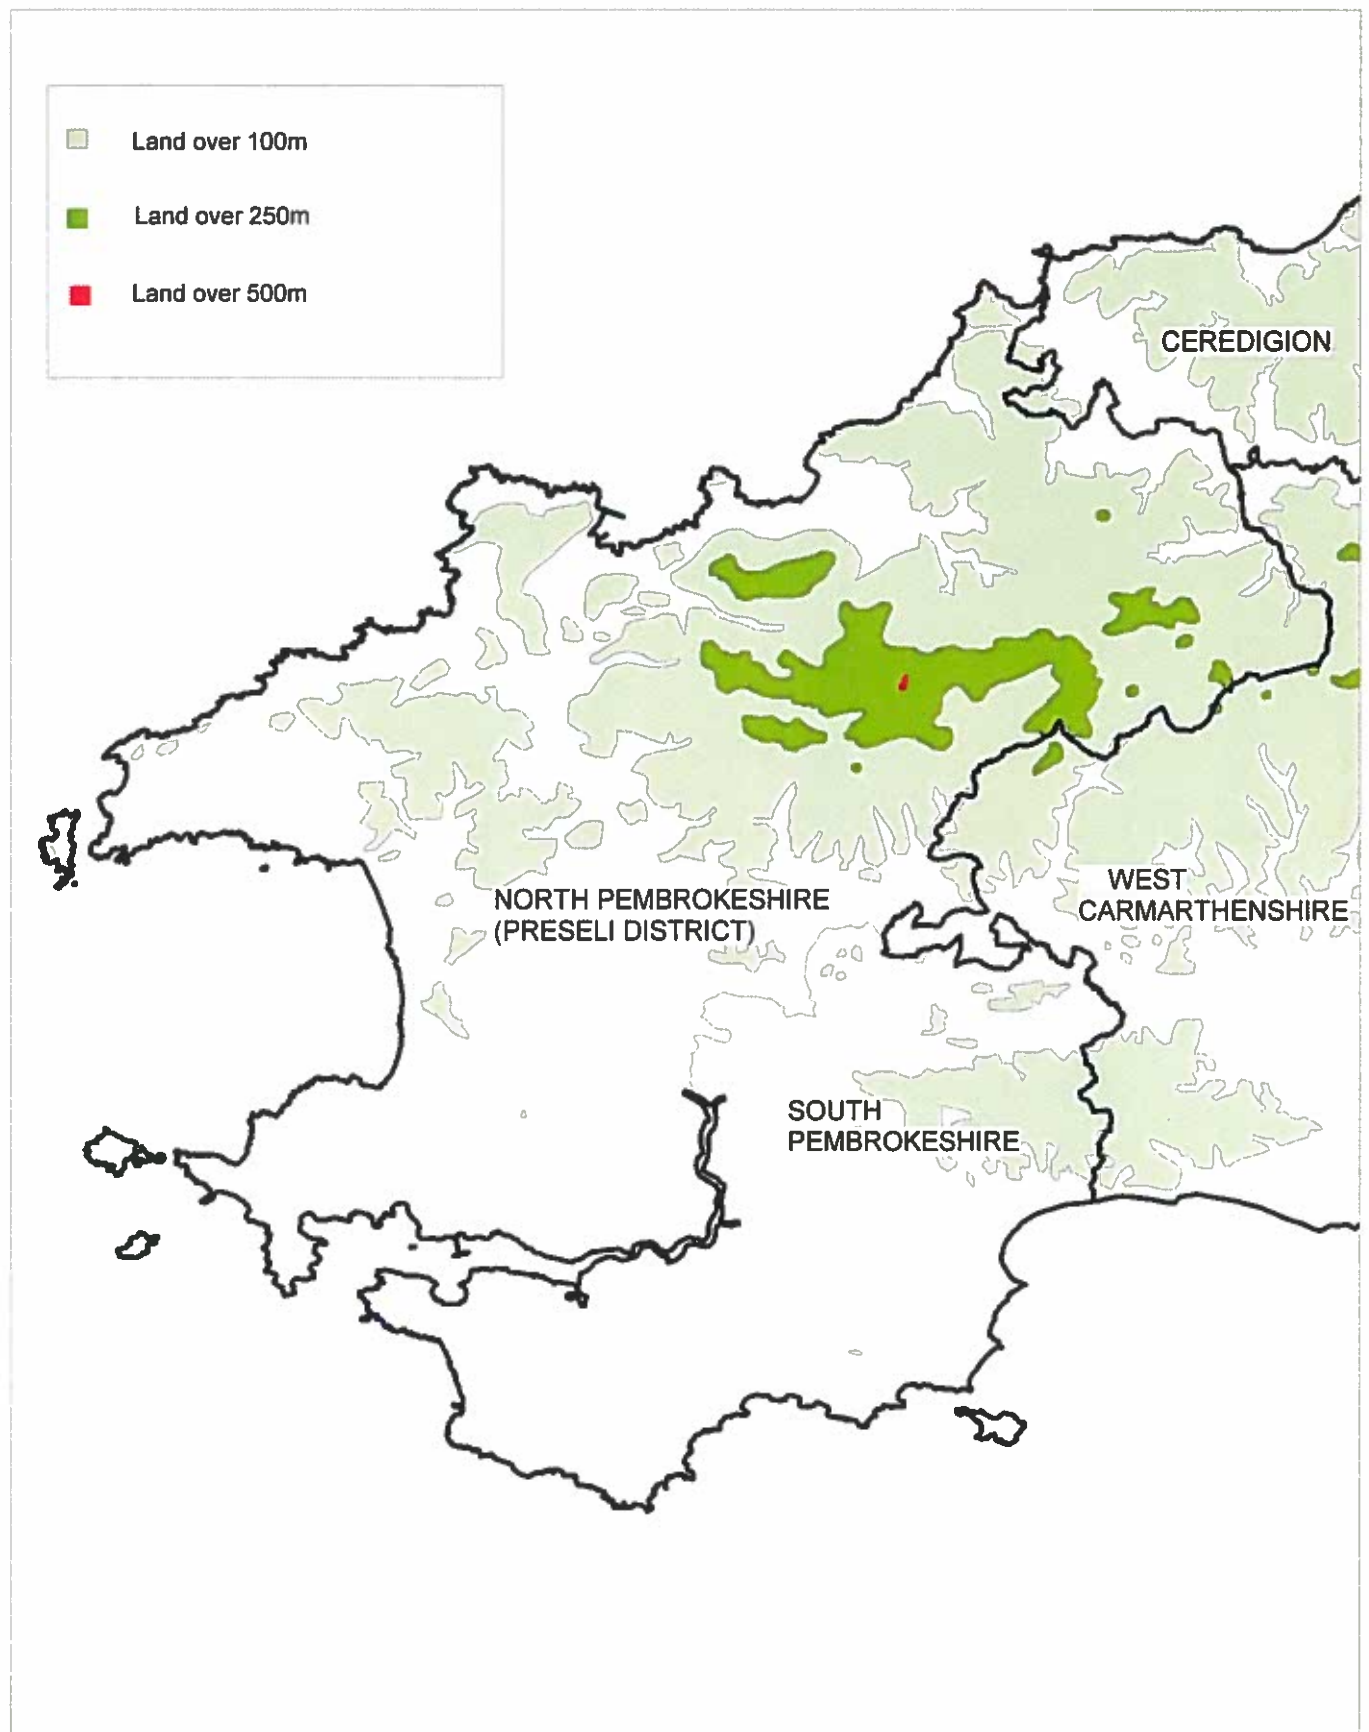 Land over 100m
Land over 250m
Land over 500m
CEREDIGION
WEST
CARMARTHENSHIRE
NORTH PEMBROKESHIRE
(PRESELI DISTRICT)
SOUTH
PEMBROKESHIRE